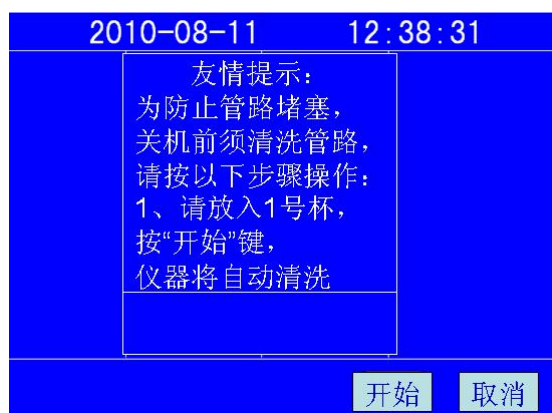 2010-08-11 12:38:31
友情提示：
为防止管路堵塞，
关机前须清洗管路，
请按以下步骤操作：
1、请放入1号杯，
按“开始”键，
仪器将自动清洗
开始 取消